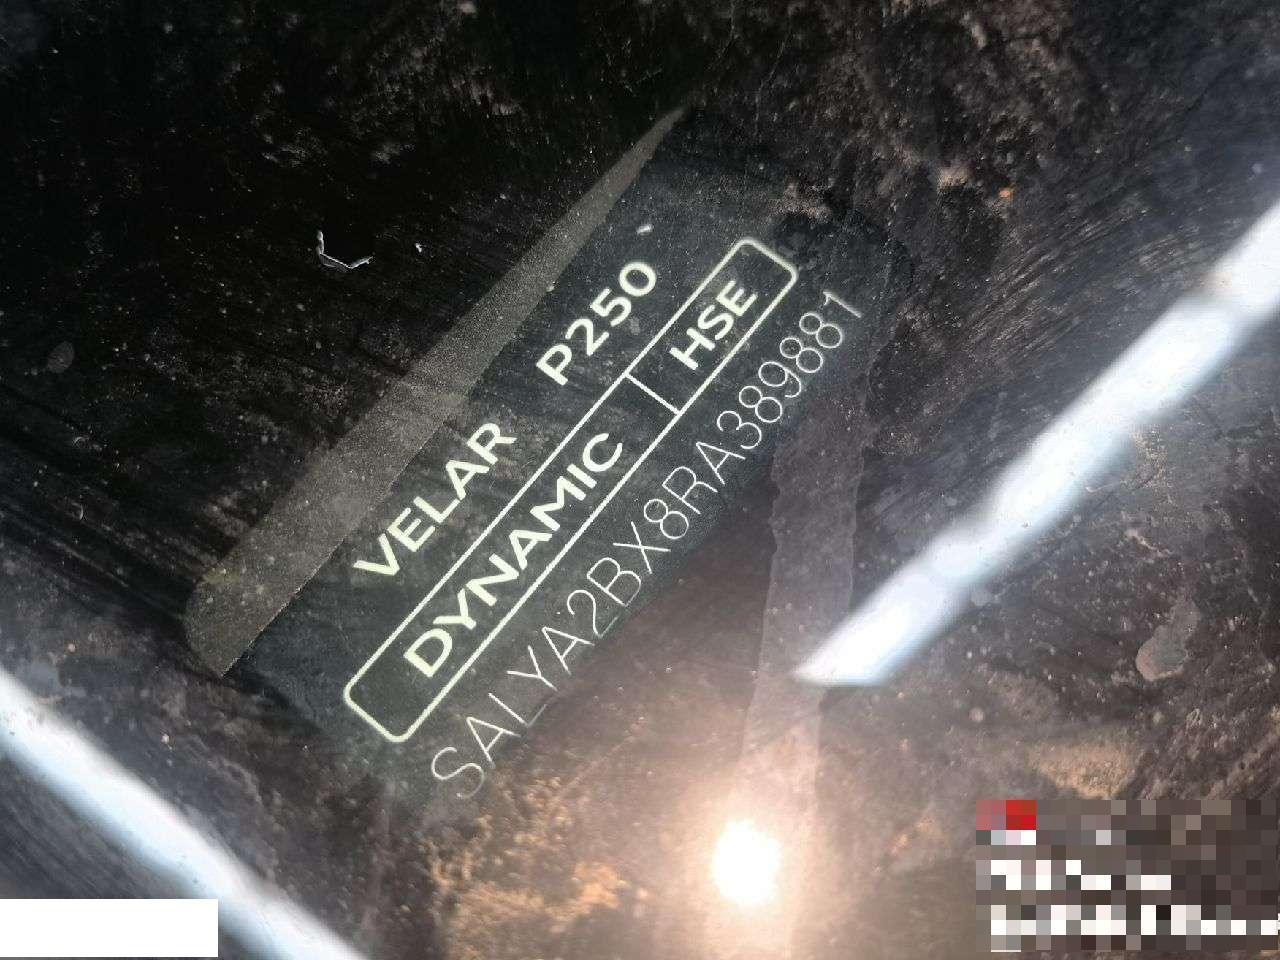 VELAR P250
DYNAMIC HSE
SALYA2BX8RA389881